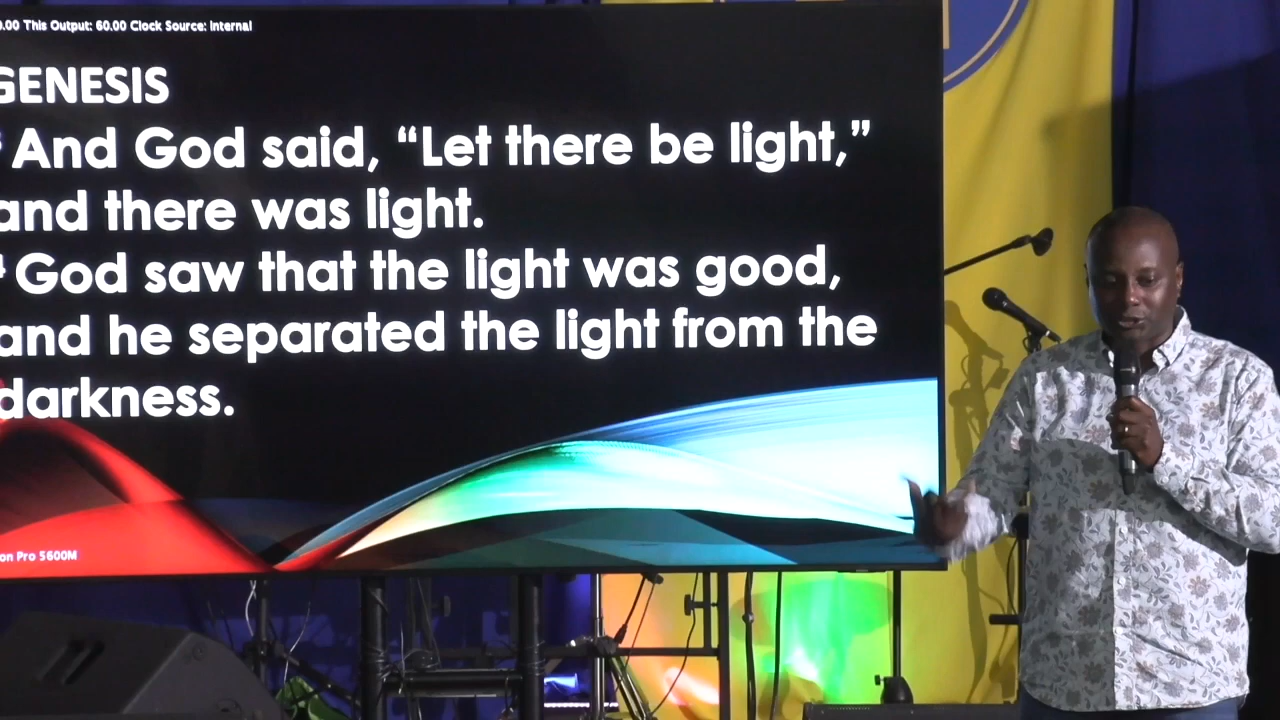 .00 This Output: 60.00 Clock Source: Internal
GENESIS
And God said, “Let there be light,”
and there was light.
4 God saw that the light was good,
and he separated the light from the
darkness.
on Pro 5600M